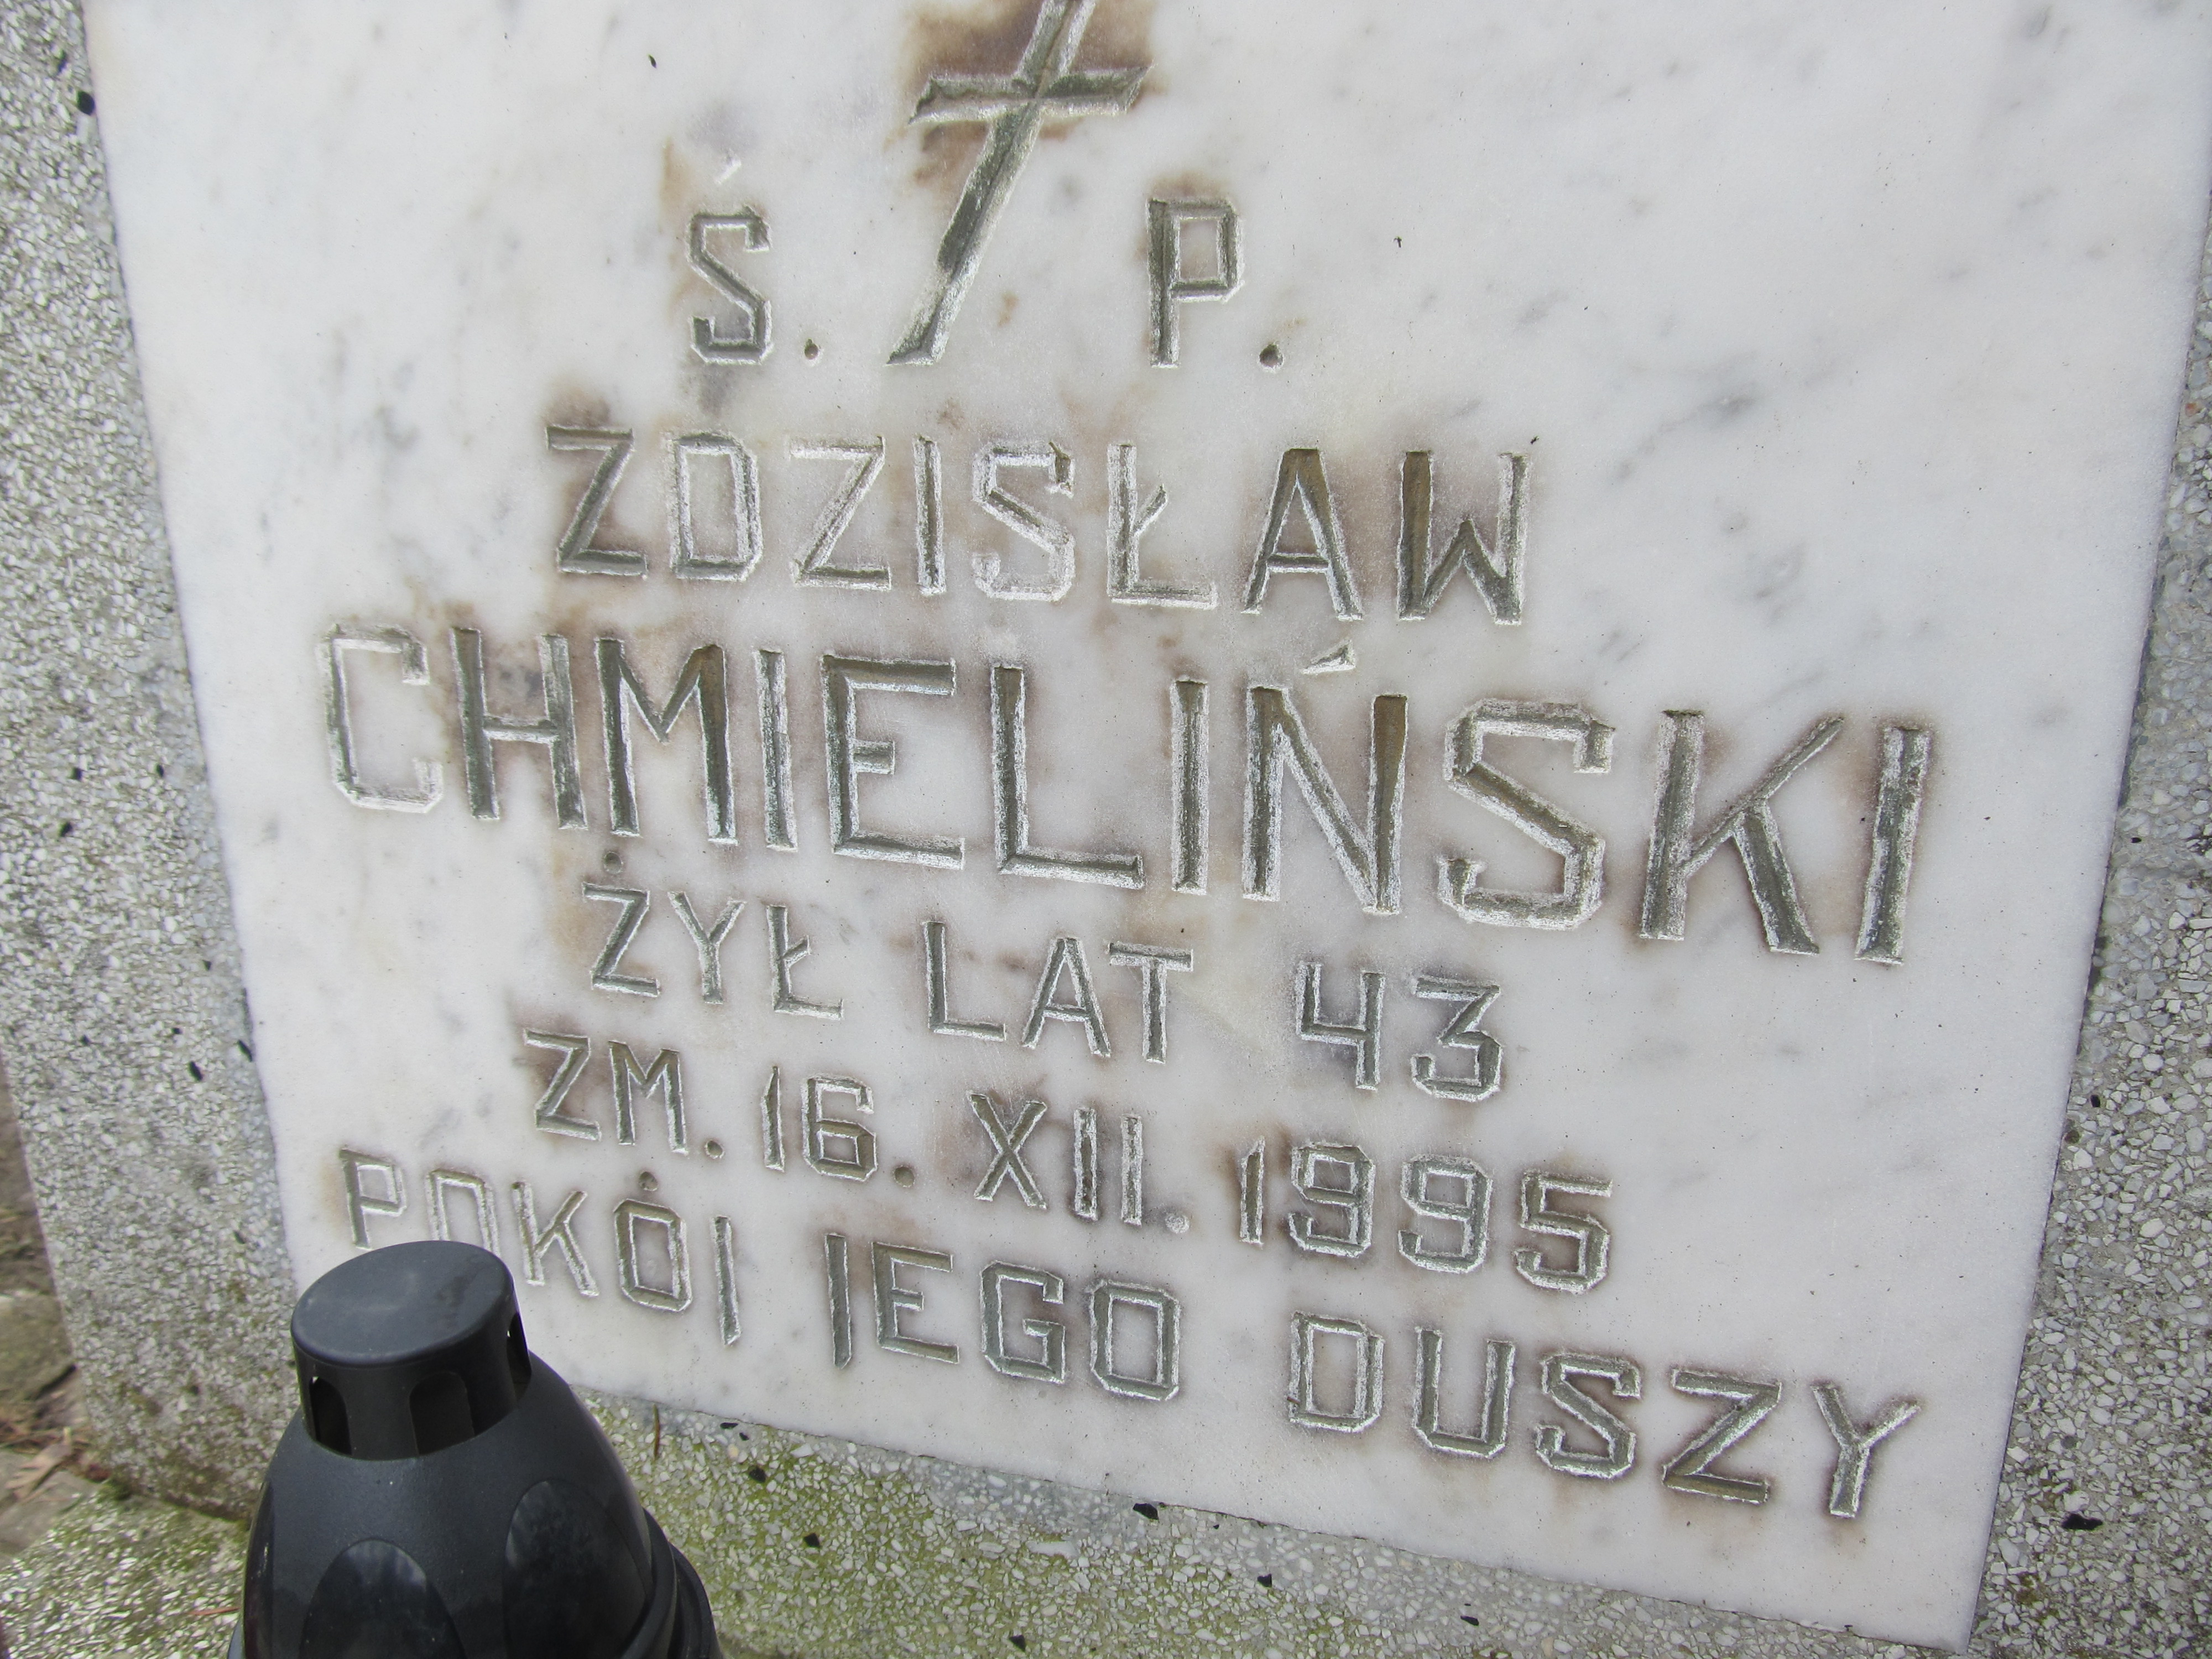 Ś. P.
ZDZISŁAW
CHMIELIŃSKI
ŻYŁ LAT 43
ZM. 16. XII. 1995
POKÓJ JEGO DUSZY